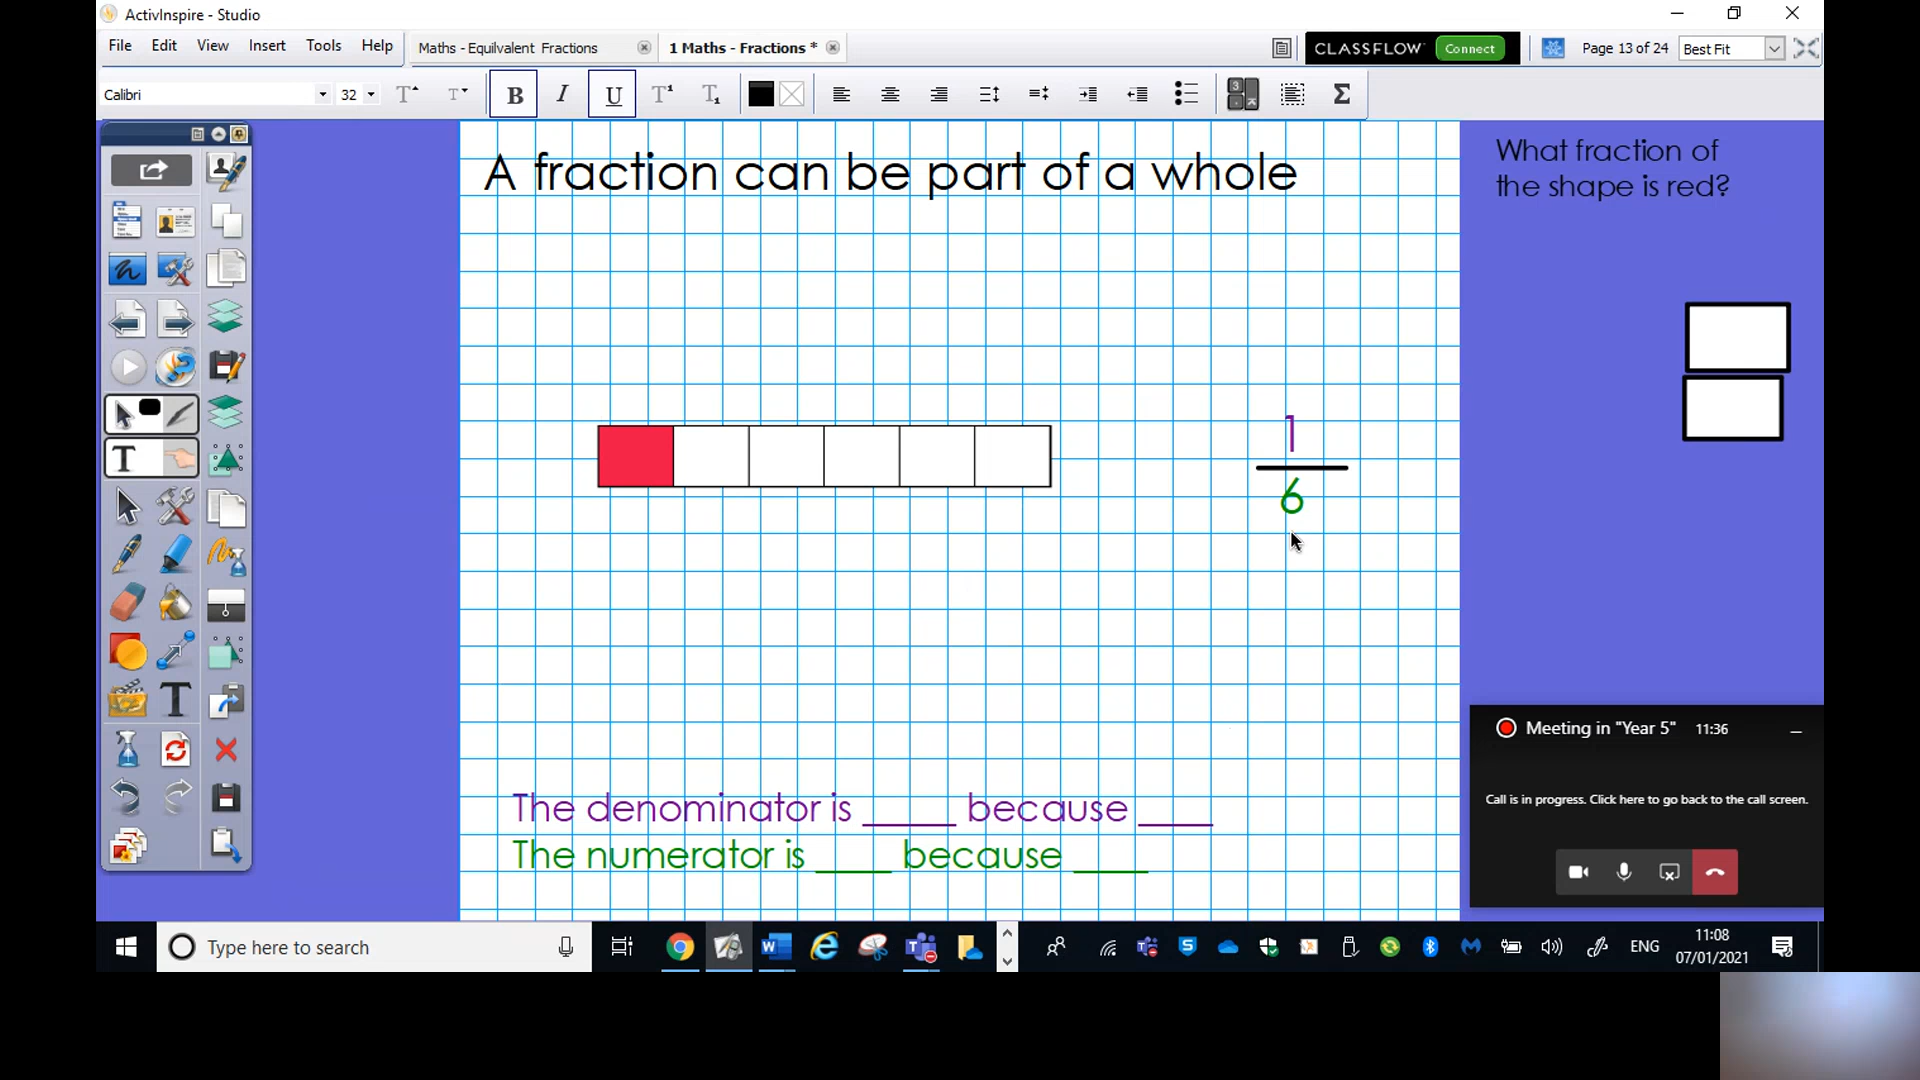 ActivInspire - Studio
File Edit View Insert Tools Help
Maths - Equilvalent Fractions
1 Maths - Fractions *
CLASSFLOW Connect
Page 13 of 24 Best Fit
Calibri 32
A fraction can be part of a whole
What fraction of
the shape is red?
1
6
The denominator is _____ because ____
The numerator is ____ because ____
Meeting in "Year 5" 11:36
Call is in progress. Click here to go back to the call screen.
Type here to search
ENG
11:08
07/01/2021